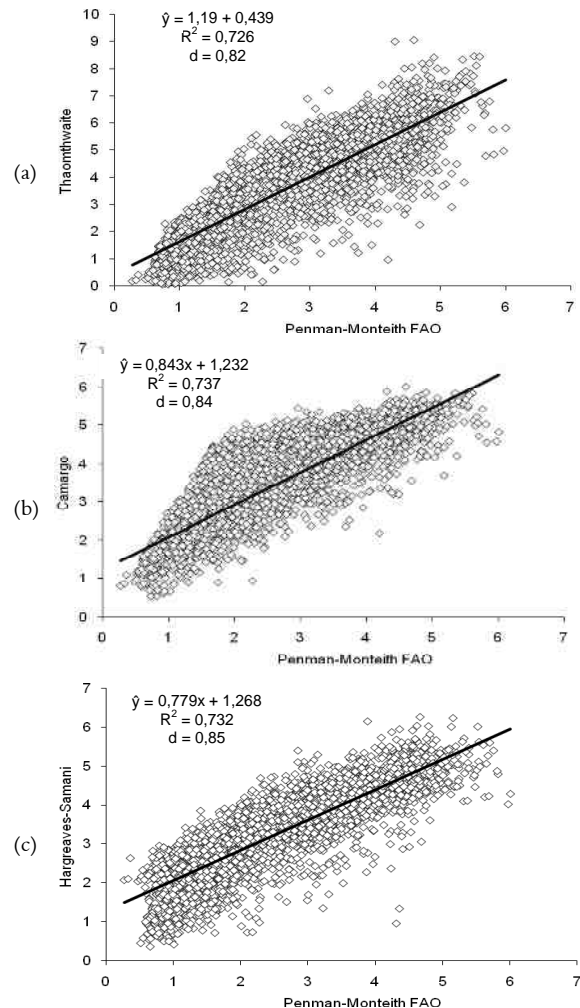 ŷ = 1,19 + 0,439
R² = 0,726
d = 0,82
(a)
Thaomthwaite
10
9
8
7
6
5
4
3
2
1
0
0 1 2 3 4 5 6 7
Penman-Monteith FAO
ŷ = 0,843x + 1,232
R² = 0,737
d = 0,84
(b)
Camargo
7
6
5
4
3
2
1
0
0 1 2 3 4 5 6 7
Penman-Monteith FAO
ŷ = 0,779x + 1,268
R² = 0,732
d = 0,85
(c)
Hargreaves-Samani
7
6
5
4
3
2
1
0
0 1 2 3 4 5 6 7
Penman-Monteith FAO